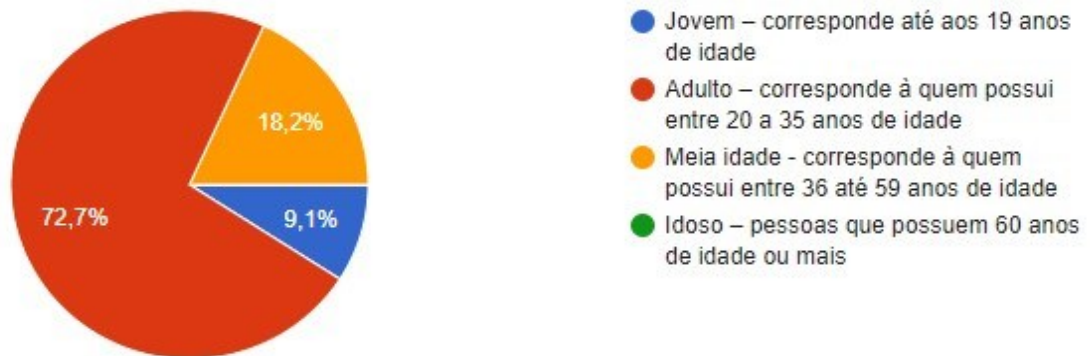 18,2%
72,7%
9,1%
Jovem – corresponde até aos 19 anos
de idade
Adulto – corresponde à quem possui
entre 20 a 35 anos de idade
Meia idade - corresponde à quem
possui entre 36 até 59 anos de idade
Idoso – pessoas que possuem 60 anos
de idade ou mais